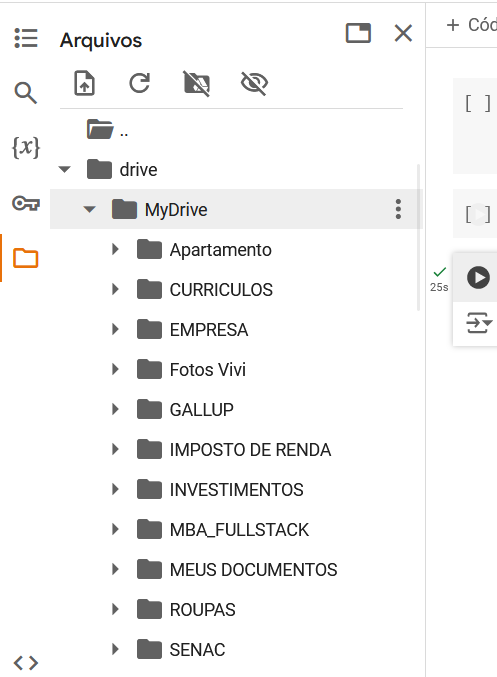 Arquivos
+ Cód
{x}
..
drive
[ ]
MyDrive
[ ]
Apartamento
25s
CURRICULOS
EMPRESA
Fotos Vivi
GALLUP
IMPOSTO DE RENDA
INVESTIMENTOS
MBA_FULLSTACK
MEUS DOCUMENTOS
ROUPAS
SENAC